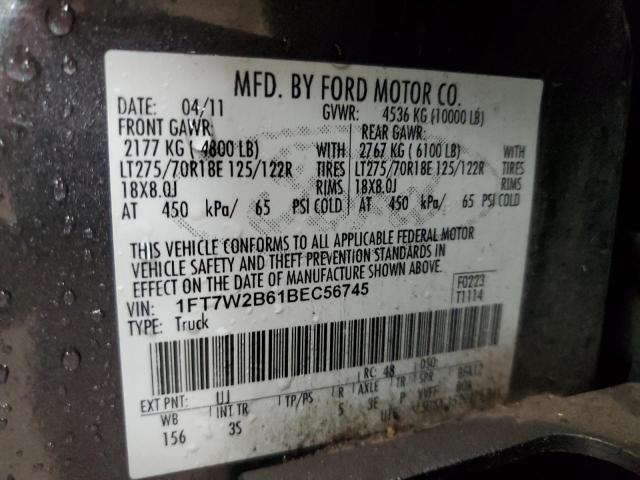 MFD. BY FORD MOTOR CO.
DATE: 04/11 GVWR: 4536 KG (10000 LB)
FRONT GAWR: REAR GAWR:
2177 KG ( 4800 LB) WITH 2767 KG ( 6100 LB) WITH
LT275/70R18E 125/122R TIRES LT275/70R18E 125/122R TIRES
18X8.0J RIMS 18X8.0J RIMS
AT 450 kPa/ 65 PSI COLD AT 450 kPa/ 65 PSI COLD
THIS VEHICLE CONFORMS TO ALL APPLICABLE FEDERAL MOTOR
VEHICLE SAFETY AND THEFT PREVENTION STANDARDS IN
EFFECT ON THE DATE OF MANUFACTURE SHOWN ABOVE.
VIN: 1FT7W2B61BEC56745 F0223
TYPE: Truck T1114
EXT PNT: UJ RC: 48 DSO:
WB INT TR TP/PS R AXLE TR SPR
156 3S 5 3E P